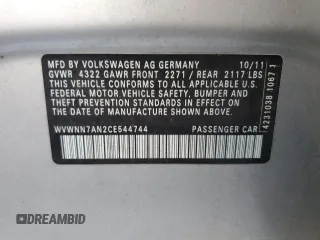 MFD BY VOLKSWAGEN AG GERMANY 10/11
GVWR 4322 GAWR FRONT 2271 / REAR 2117 LBS
THIS VEHICLE CONFORMS TO ALL APPLICABLE
FEDERAL MOTOR VEHICLE SAFETY, BUMPER AND
THEFT PREVENTION STANDARDS IN EFFECT ON
THE DATE OF MANUFACTURE SHOWN ABOVE
WVWNN7AN2CE544744 PASSENGER CAR
4231038 1067
DREAMBID